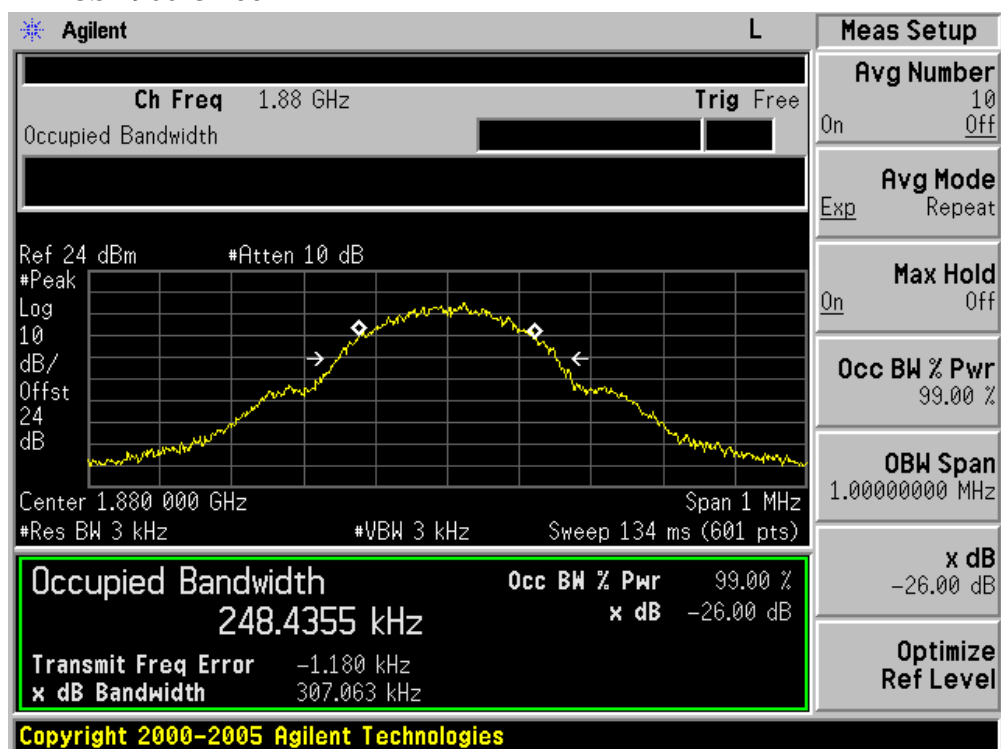 Agilent L
Ch Freq 1.88 GHz Trig Free
Occupied Bandwidth
Ref 24 dBm #Atten 10 dB
#Peak
Log
10
dB/
Offst
24
dB
Center 1.880 000 GHz Span 1 MHz
#Res BW 3 kHz #VBW 3 kHz Sweep 134 ms (601 pts)
Occupied Bandwidth
248.4355 kHz
Occ BW % Pwr 99.00 %
x dB -26.00 dB
Transmit Freq Error -1.180 kHz
x dB Bandwidth 307.063 kHz
Copyright 2000-2005 Agilent Technologies
Meas Setup
Avg Number
10
On Off
Avg Mode
Exp Repeat
Max Hold
On Off
Occ BW % Pwr
99.00 %
OBW Span
1.00000000 MHz
x dB
-26.00 dB
Optimize
Ref Level